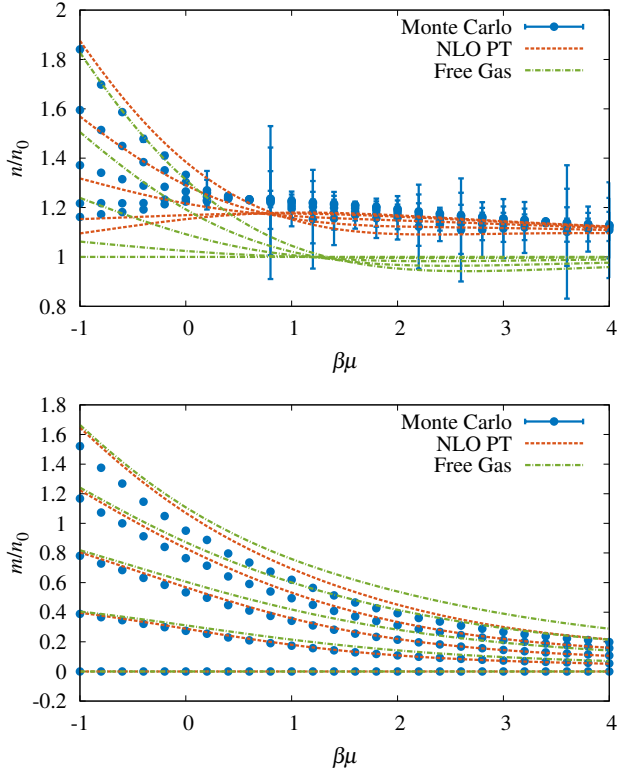 2
1.8
1.6
1.4
1.2
1
0.8
n/n₀
Monte Carlo
NLO PT
Free Gas
-1 0 1 2 3 4
βμ
1.8
1.6
1.4
1.2
1
0.8
0.6
0.4
0.2
0
-0.2
m/n₀
Monte Carlo
NLO PT
Free Gas
-1 0 1 2 3 4
βμ